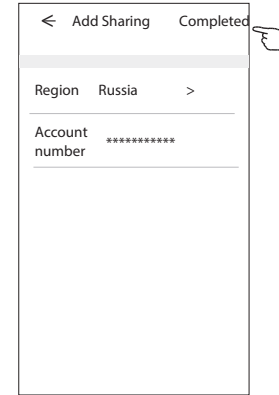 ← Add Sharing Completed
Region Russia >
Account
number ***********